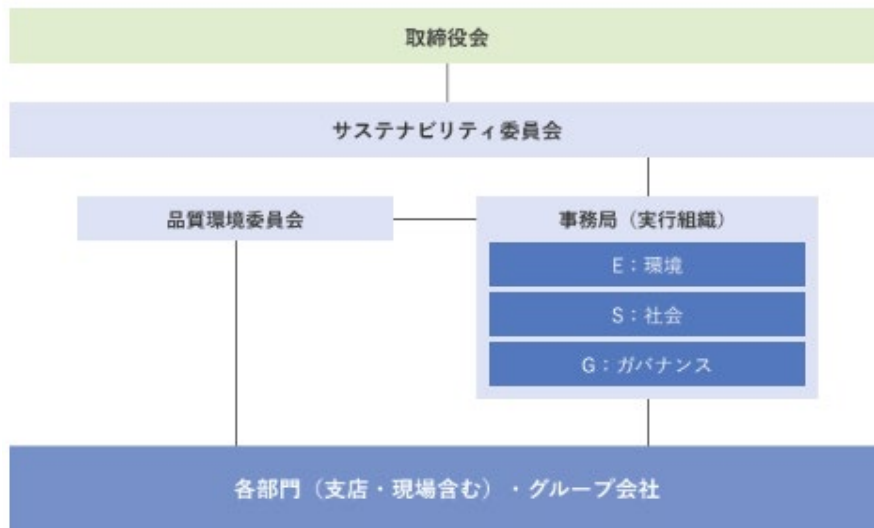 取締役会
サステナビリティ委員会
品質環境委員会
事務局（実行組織）
E：環境
S：社会
G：ガバナンス
各部門（支店・現場含む）・グループ会社